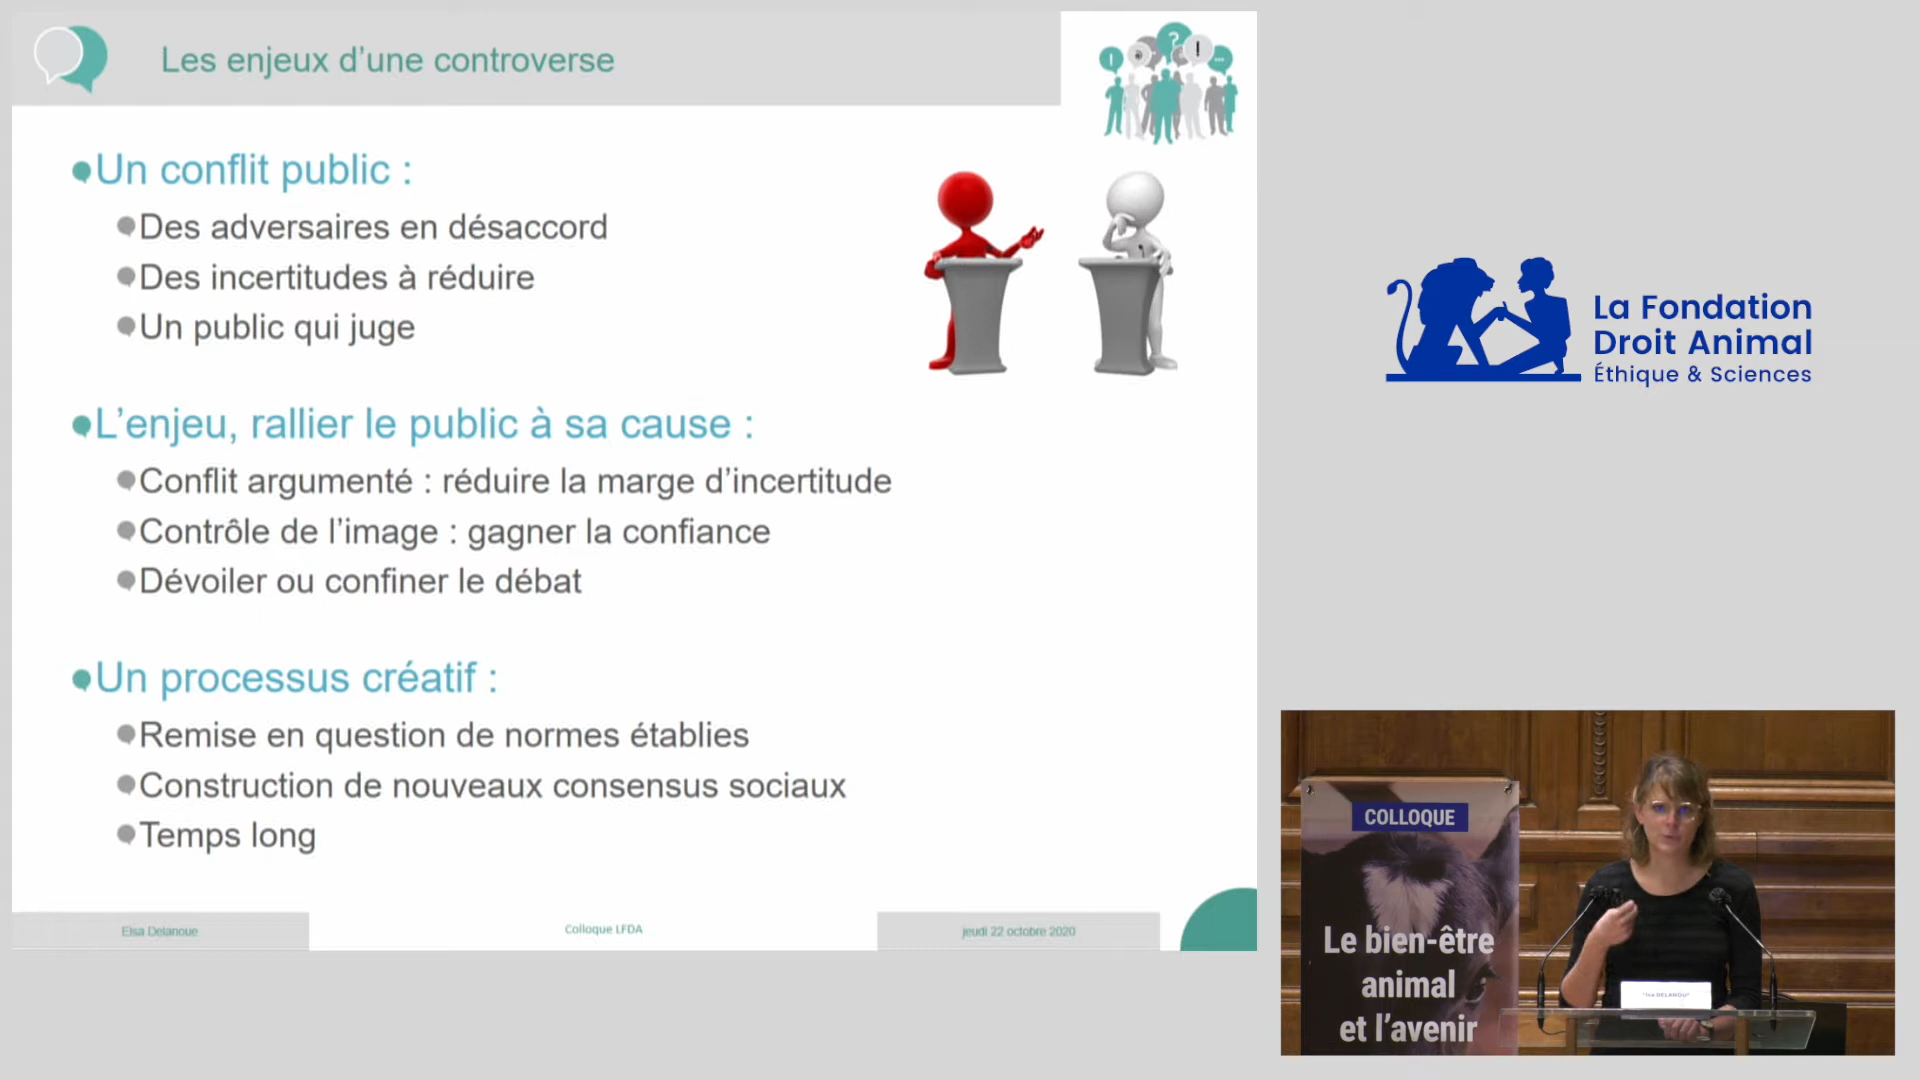 Les enjeux d’une controverse
Un conflit public :
Des adversaires en désaccord
Des incertitudes à réduire
Un public qui juge
L’enjeu, rallier le public à sa cause :
Conflit argumenté : réduire la marge d’incertitude
Contrôle de l’image : gagner la confiance
Dévoiler ou confiner le débat
Un processus créatif :
Remise en question de normes établies
Construction de nouveaux consensus sociaux
Temps long
Elsa Delanoue
Colloque LFDA
jeudi 22 octobre 2020
La Fondation
Droit Animal
Éthique & Sciences
COLLOQUE
Le bien-être
animal
et l’avenir